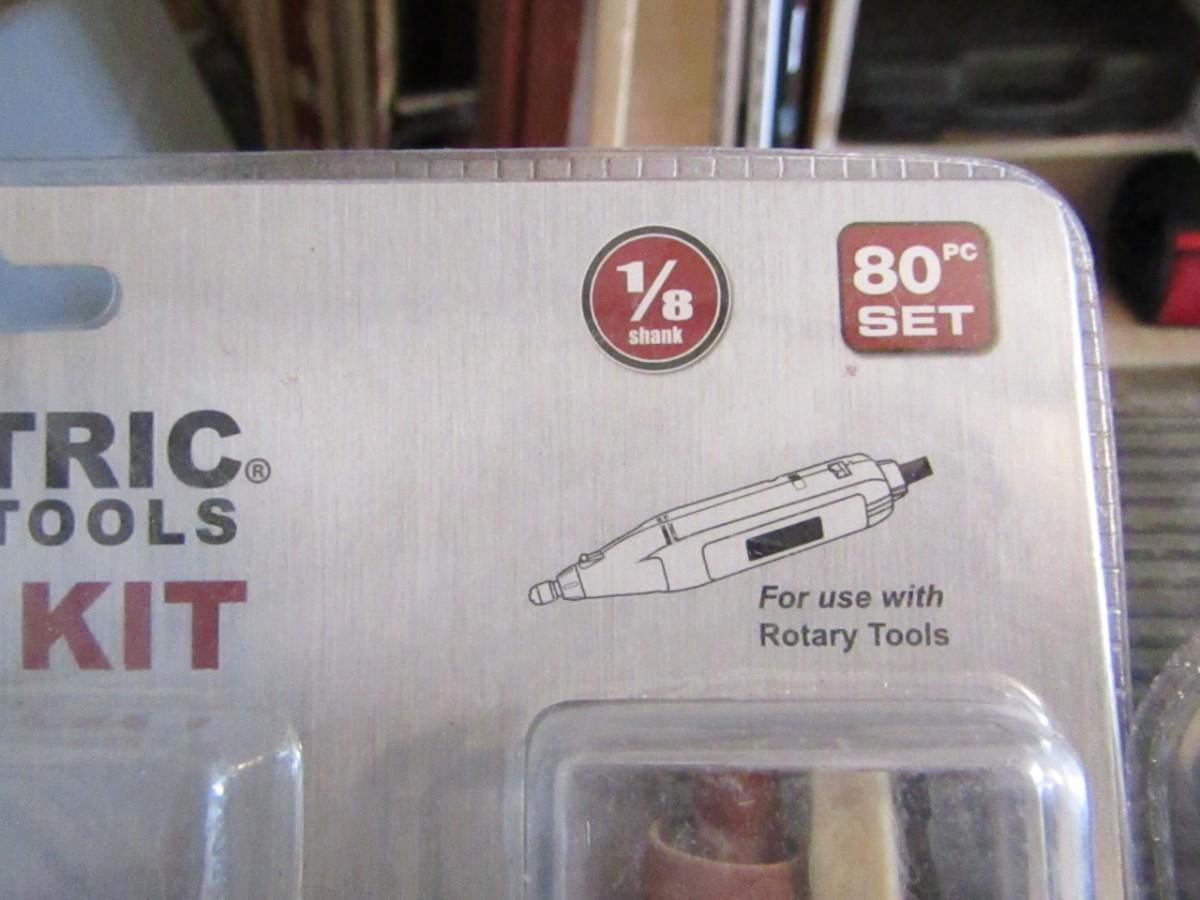 1/8
shank
80 PC
SET
TRIC®
TOOLS
KIT
For use with
Rotary Tools